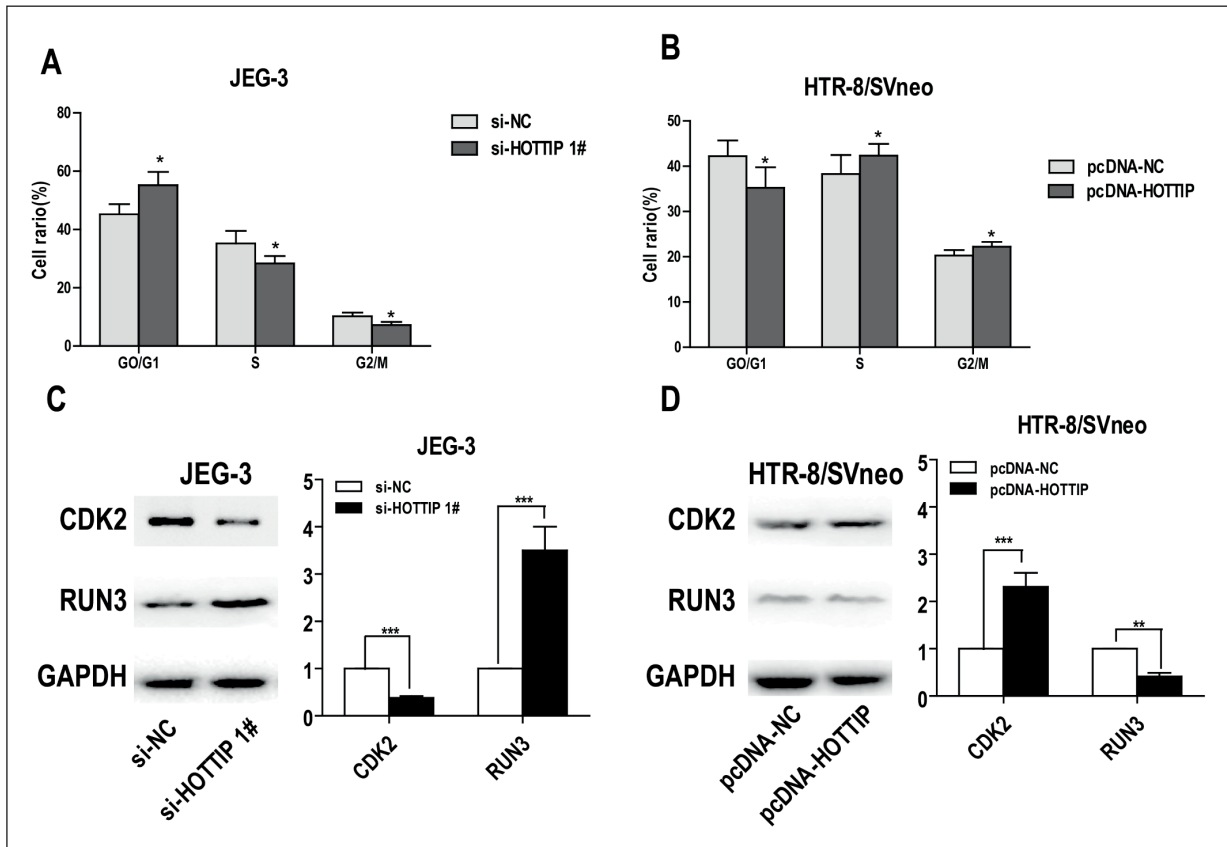 A
JEG-3
si-NC
si-HOTTIP 1#
Cell rario(%)
80
60
40
20
0
* * *
GO/G1 S G2/M
B
HTR-8/SVneo
pcDNA-NC
pcDNA-HOTTIP
Cell rario(%)
50
40
30
20
10
0
* * *
GO/G1 S G2/M
C
JEG-3
CDK2
RUN3
GAPDH
si-NC
si-HOTTIP 1#
JEG-3
si-NC
si-HOTTIP 1#
5
4
3
2
1
0
*** ***
CDK2 RUN3
D
HTR-8/SVneo
CDK2
RUN3
GAPDH
pcDNA-NC
pcDNA-HOTTIP
HTR-8/SVneo
pcDNA-NC
pcDNA-HOTTIP
5
4
3
2
1
0
*** **
CDK2 RUN3